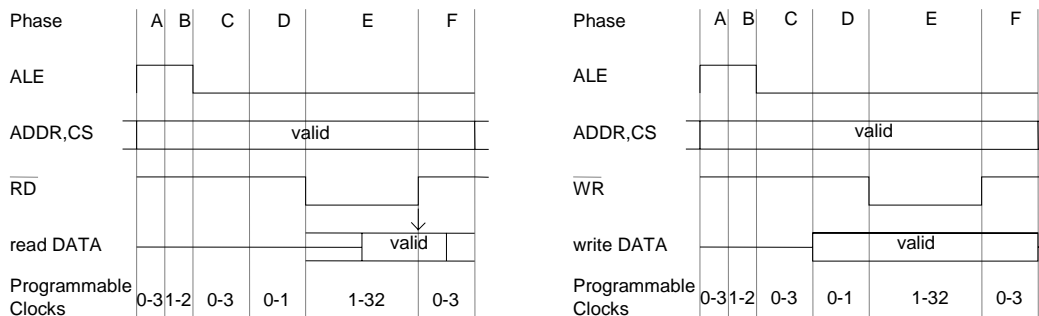 Phase A B C D E F
ALE
ADDR,CS valid
RD
read DATA valid
Programmable
Clocks 0-3 1-2 0-3 0-1 1-32 0-3
Phase A B C D E F
ALE
ADDR,CS valid
WR
write DATA valid
Programmable
Clocks 0-3 1-2 0-3 0-1 1-32 0-3